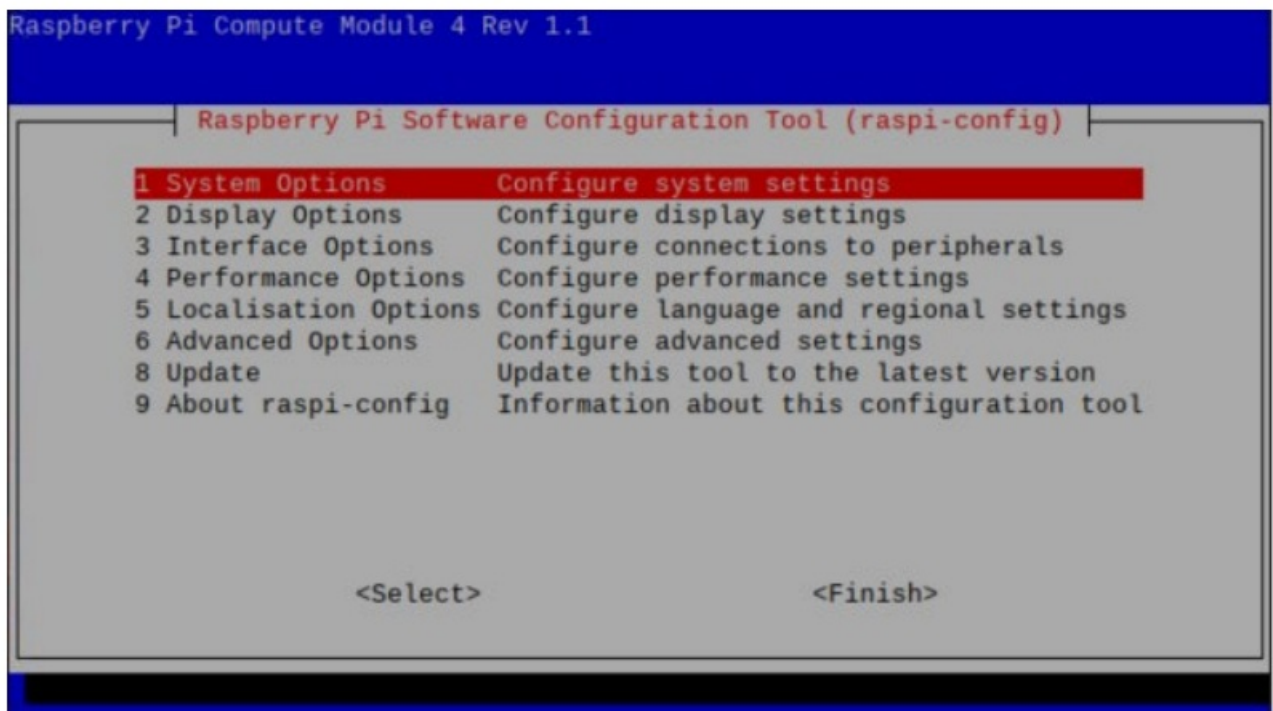 Raspberry Pi Compute Module 4 Rev 1.1
Raspberry Pi Software Configuration Tool (raspi-config)
1 System Options Configure system settings
2 Display Options Configure display settings
3 Interface Options Configure connections to peripherals
4 Performance Options Configure performance settings
5 Localisation Options Configure language and regional settings
6 Advanced Options Configure advanced settings
8 Update Update this tool to the latest version
9 About raspi-config Information about this configuration tool
<Select> <Finish>